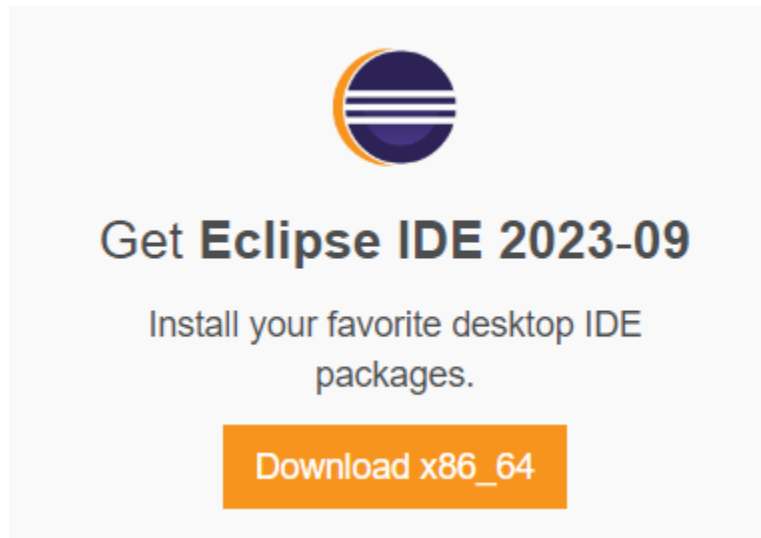 Get Eclipse IDE 2023-09
Install your favorite desktop IDE
packages.
Download x86_64